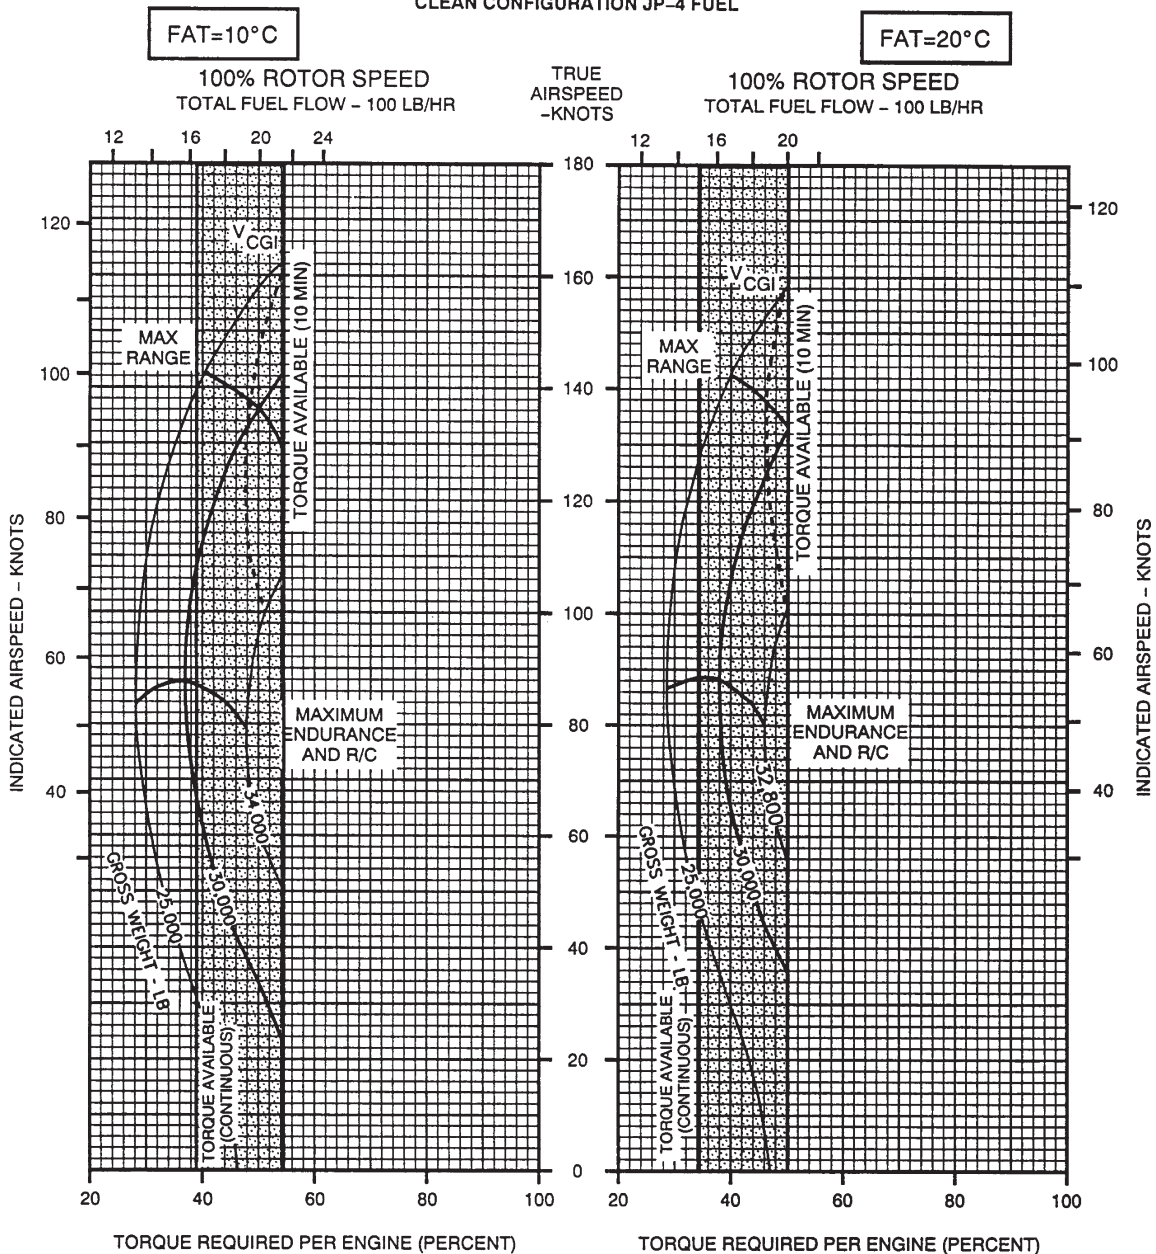 CLEAN CONFIGURATION JP–4 FUEL
FAT=10°C
100% ROTOR SPEED
TOTAL FUEL FLOW – 100 LB/HR
12 16 20 24
TRUE
AIRSPEED
–KNOTS
FAT=20°C
100% ROTOR SPEED
TOTAL FUEL FLOW – 100 LB/HR
12 16 20
INDICATED AIRSPEED – KNOTS
120
100
80
60
40
VCGI
MAX
RANGE
TORQUE AVAILABLE (10 MIN)
MAXIMUM
ENDURANCE
AND R/C
34,000
30,000
25,000
GROSS WEIGHT – LB
TORQUE AVAILABLE
(CONTINUOUS)
20 40 60 80 100
TORQUE REQUIRED PER ENGINE (PERCENT)
180
160
140
120
100
80
60
40
20
0
VCGI
MAX
RANGE
TORQUE AVAILABLE (10 MIN)
MAXIMUM
ENDURANCE
AND R/C
32,800
30,000
25,000
GROSS WEIGHT – LB
TORQUE AVAILABLE
(CONTINUOUS)
120
100
80
60
40
INDICATED AIRSPEED – KNOTS
20 40 60 80 100
TORQUE REQUIRED PER ENGINE (PERCENT)